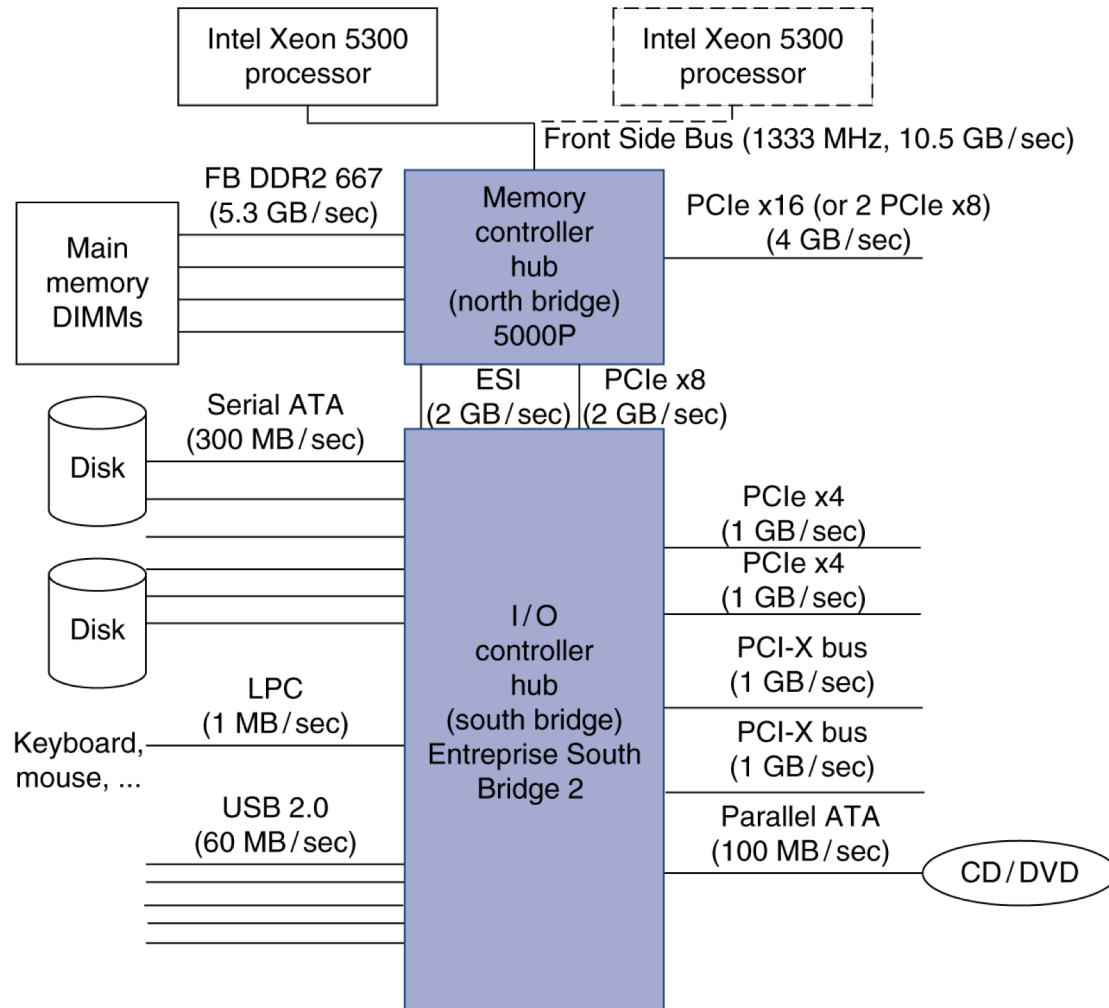 Intel Xeon 5300
processor
Intel Xeon 5300
processor
Front Side Bus (1333 MHz, 10.5 GB/sec)
FB DDR2 667
(5.3 GB/sec)
Main
memory
DIMMs
Memory
controller
hub
(north bridge)
5000P
PCIe x16 (or 2 PCIe x8)
(4 GB/sec)
ESI
(2 GB/sec)
PCIe x8
(2 GB/sec)
Serial ATA
(300 MB/sec)
Disk
Disk
PCIe x4
(1 GB/sec)
PCIe x4
(1 GB/sec)
I/O
controller
hub
(south bridge)
Entreprise South
Bridge 2
PCI-X bus
(1 GB/sec)
PCI-X bus
(1 GB/sec)
LPC
(1 MB/sec)
Keyboard,
mouse, ...
USB 2.0
(60 MB/sec)
Parallel ATA
(100 MB/sec)
CD/DVD